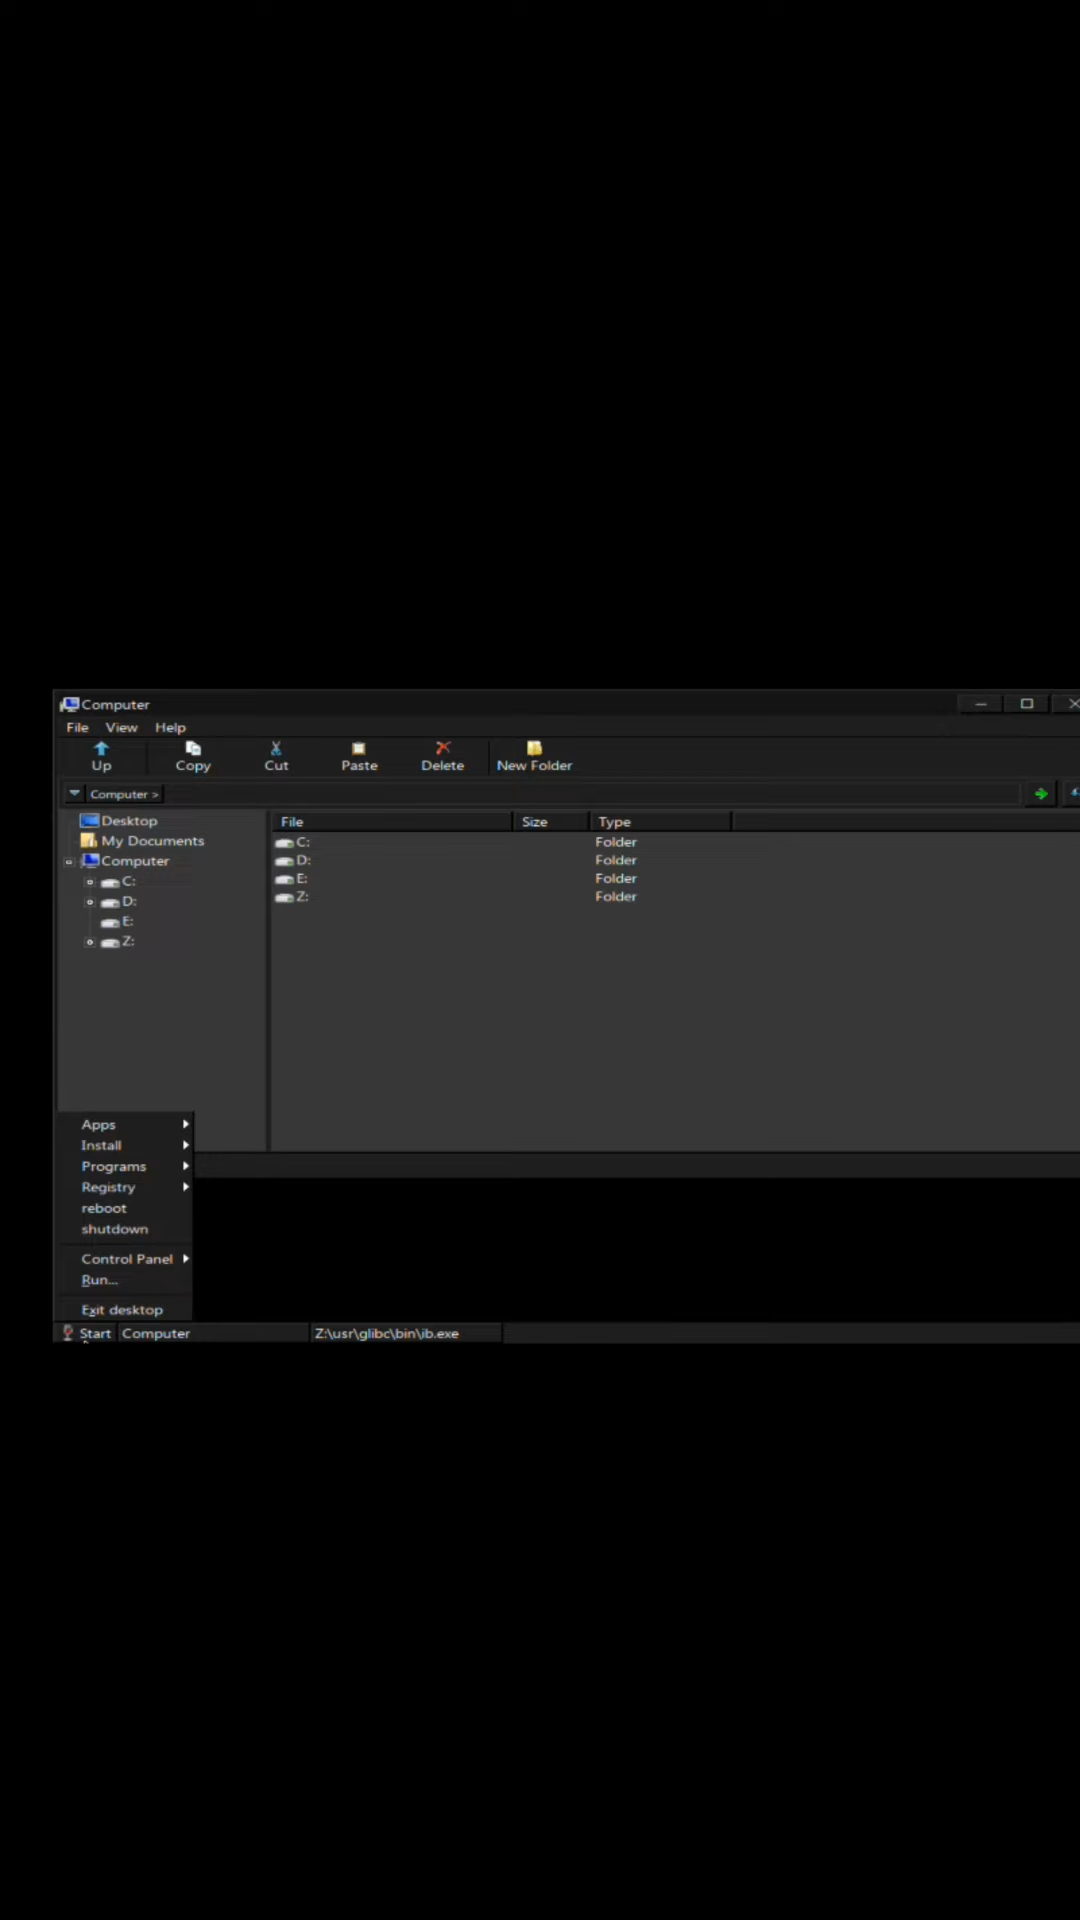 Computer
File View Help
Up Copy Cut Paste Delete New Folder
Computer >
Desktop
My Documents
Computer
C:
D:
E:
Z:
File Size Type
C: Folder
D: Folder
E: Folder
Z: Folder
Apps
Install
Programs
Registry
reboot
shutdown
Control Panel
Run...
Exit desktop
Start Computer Z:\usr\glibc\bin\ib.exe